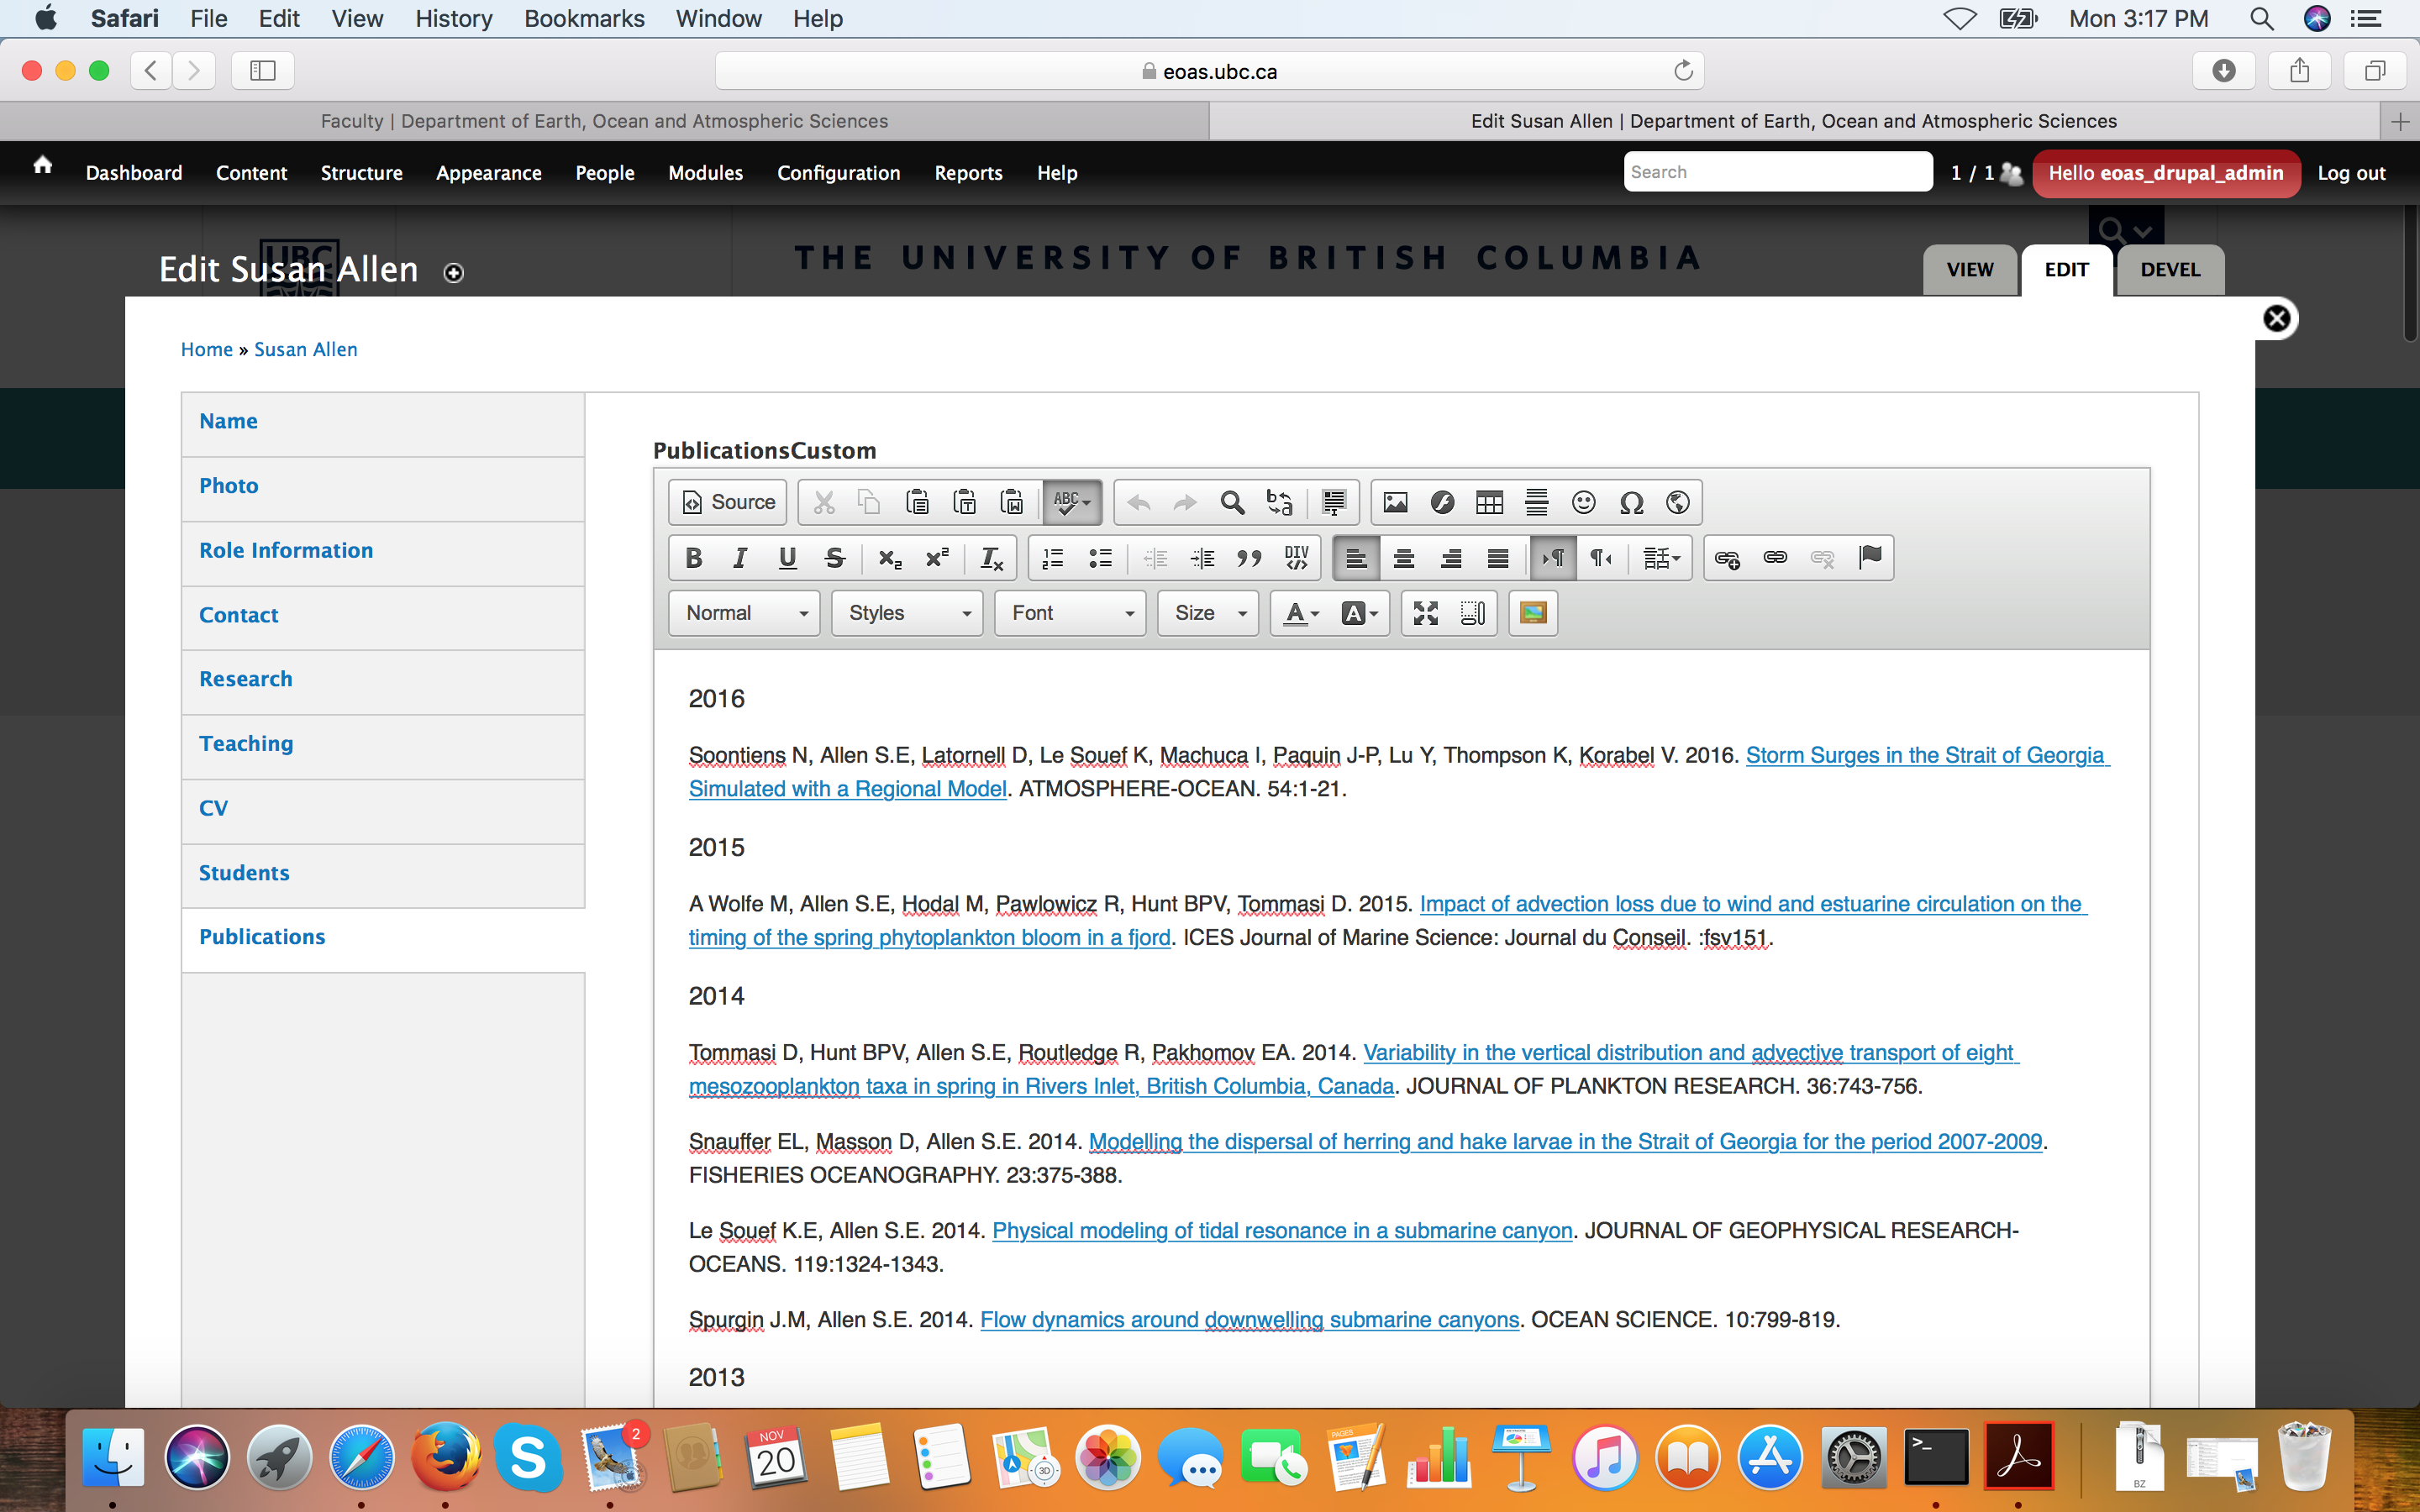 Safari File Edit View History Bookmarks Window Help Mon 3:17 PM
eoas.ubc.ca
Faculty | Department of Earth, Ocean and Atmospheric Sciences
Edit Susan Allen | Department of Earth, Ocean and Atmospheric Sciences
Dashboard Content Structure Appearance People Modules Configuration Reports Help Search 1 / 1 Hello eoas_drupal_admin Log out
UBC
THE UNIVERSITY OF BRITISH COLUMBIA
Edit Susan Allen
VIEW EDIT DEVEL
Home » Susan Allen
Name
Photo
Role Information
Contact
Research
Teaching
CV
Students
Publications
PublicationsCustom
Source ABC
B I U S x₂ x² Tx DIV
Normal Styles Font Size A A
2016
Soontiens N, Allen S.E, Latornell D, Le Souef K, Machuca I, Paquin J-P, Lu Y, Thompson K, Korabel V. 2016. Storm Surges in the Strait of Georgia
Simulated with a Regional Model. ATMOSPHERE-OCEAN. 54:1-21.
2015
A Wolfe M, Allen S.E, Hodal M, Pawlowicz R, Hunt BPV, Tommasi D. 2015. Impact of advection loss due to wind and estuarine circulation on the
timing of the spring phytoplankton bloom in a fjord. ICES Journal of Marine Science: Journal du Conseil. :fsv151.
2014
Tommasi D, Hunt BPV, Allen S.E, Routledge R, Pakhomov EA. 2014. Variability in the vertical distribution and advective transport of eight
mesozooplankton taxa in spring in Rivers Inlet, British Columbia, Canada. JOURNAL OF PLANKTON RESEARCH. 36:743-756.
Snauffer EL, Masson D, Allen S.E. 2014. Modelling the dispersal of herring and hake larvae in the Strait of Georgia for the period 2007-2009.
FISHERIES OCEANOGRAPHY. 23:375-388.
Le Souef K.E, Allen S.E. 2014. Physical modeling of tidal resonance in a submarine canyon. JOURNAL OF GEOPHYSICAL RESEARCH-
OCEANS. 119:1324-1343.
Spurgin J.M, Allen S.E. 2014. Flow dynamics around downwelling submarine canyons. OCEAN SCIENCE. 10:799-819.
2013
2
NOV
20
3D
PAGES
BZ